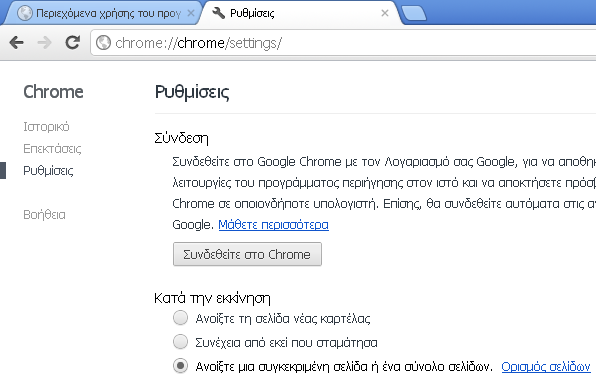 Περιεχόμενα χρήσης του προγ
Ρυθμίσεις
chrome://chrome/settings/
Chrome
Ρυθμίσεις
Ιστορικό
Επεκτάσεις
Ρυθμίσεις
Βοήθεια
Σύνδεση
Συνδεθείτε στο Google Chrome με τον Λογαριασμό σας Google, για να αποθηκ
λειτουργίες του προγράμματος περιήγησης στον ιστό και να αποκτήσετε πρόσβ
Chrome σε οποιονδήποτε υπολογιστή. Επίσης, θα συνδεθείτε αυτόματα στις αγ
Google. Μάθετε περισσότερα
Συνδεθείτε στο Chrome
Κατά την εκκίνηση
Ανοίξτε τη σελίδα νέας καρτέλας
Συνέχεια από εκεί που σταμάτησα
Ανοίξτε μια συγκεκριμένη σελίδα ή ένα σύνολο σελίδων. Ορισμός σελίδων